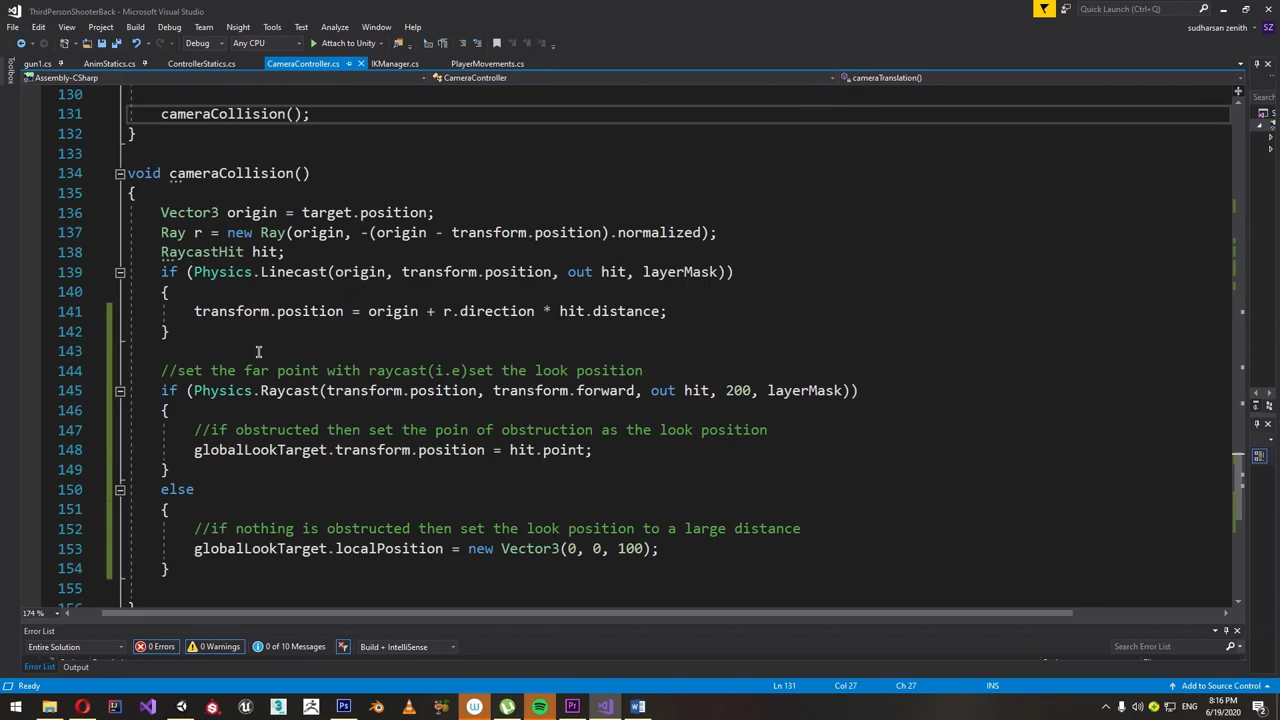 ThirdPersonShooterBack - Microsoft Visual Studio
Quick Launch (Ctrl+Q)
File Edit View Project Build Debug Team Tools Test Analyze Window Help
sudharsan zenith SZ
Debug Any CPU Attach to Unity
Toolbox
gun1.cs AnimStatics.cs ControllerStatics.cs CameraController.cs IKManager.cs PlayerMovements.cs
Assembly-CSharp CameraController cameraTranslation()
130
131 cameraCollision();
132 }
133
134 void cameraCollision()
135 {
136 Vector3 origin = target.position;
137 Ray r = new Ray(origin, -(origin - transform.position).normalized);
138 RaycastHit hit;
139 if (Physics.Linecast(origin, transform.position, out hit, layerMask))
140 {
141 transform.position = origin + r.direction * hit.distance;
142 }
143
144 //set the far point with raycast(i.e)set the look position
145 if (Physics.Raycast(transform.position, transform.forward, out hit, 200, layerMask))
146 {
147 //if obstructed then set the poin of obstruction as the look position
148 globalLookTarget.transform.position = hit.point;
149 }
150 else
151 {
152 //if nothing is obstructed then set the look position to a large distance
153 globalLookTarget.localPosition = new Vector3(0, 0, 100);
154 }
155
156 }
174 %
Error List
Entire Solution 0 Errors 0 Warnings 0 of 10 Messages Build + IntelliSense Search Error List
Error List Output
Ready Ln 131 Col 27 Ch 27 INS Add to Source Control
8:16 PM
6/19/2020